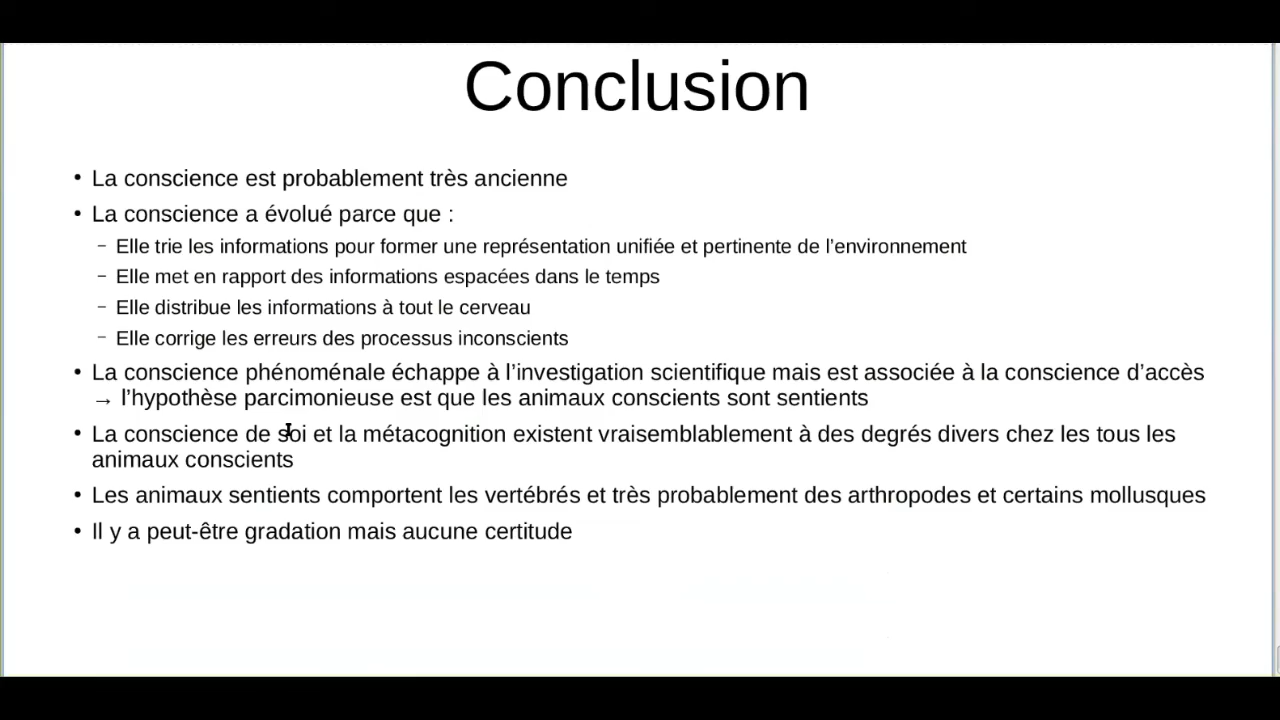 Conclusion
• La conscience est probablement très ancienne
• La conscience a évolué parce que :
– Elle trie les informations pour former une représentation unifiée et pertinente de l’environnement
– Elle met en rapport des informations espacées dans le temps
– Elle distribue les informations à tout le cerveau
– Elle corrige les erreurs des processus inconscients
• La conscience phénoménale échappe à l’investigation scientifique mais est associée à la conscience d’accès
→ l’hypothèse parcimonieuse est que les animaux conscients sont sentients
• La conscience de soi et la métacognition existent vraisemblablement à des degrés divers chez les tous les
animaux conscients
• Les animaux sentients comportent les vertébrés et très probablement des arthropodes et certains mollusques
• Il y a peut-être gradation mais aucune certitude